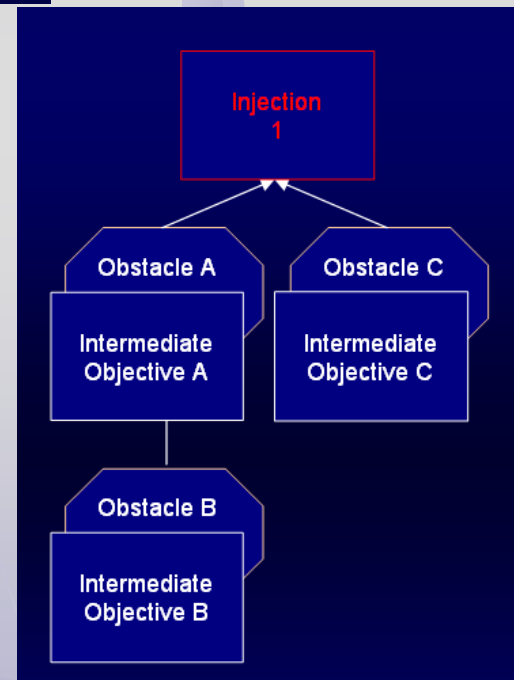 Injection
1
Obstacle A
Obstacle C
Intermediate
Objective A
Intermediate
Objective C
Obstacle B
Intermediate
Objective B